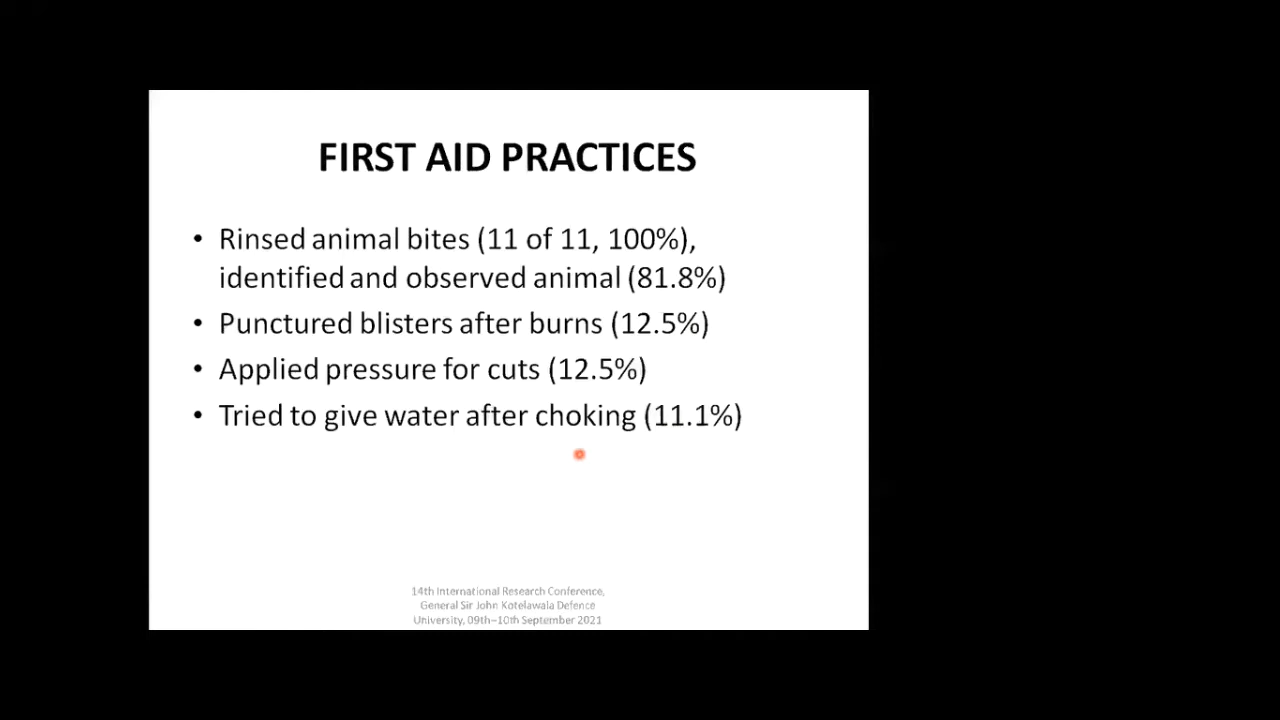 FIRST AID PRACTICES
• Rinsed animal bites (11 of 11, 100%),
identified and observed animal (81.8%)
• Punctured blisters after burns (12.5%)
• Applied pressure for cuts (12.5%)
• Tried to give water after choking (11.1%)
14th International Research Conference,
General Sir John Kotelawala Defence
University, 09th–10th September 2021